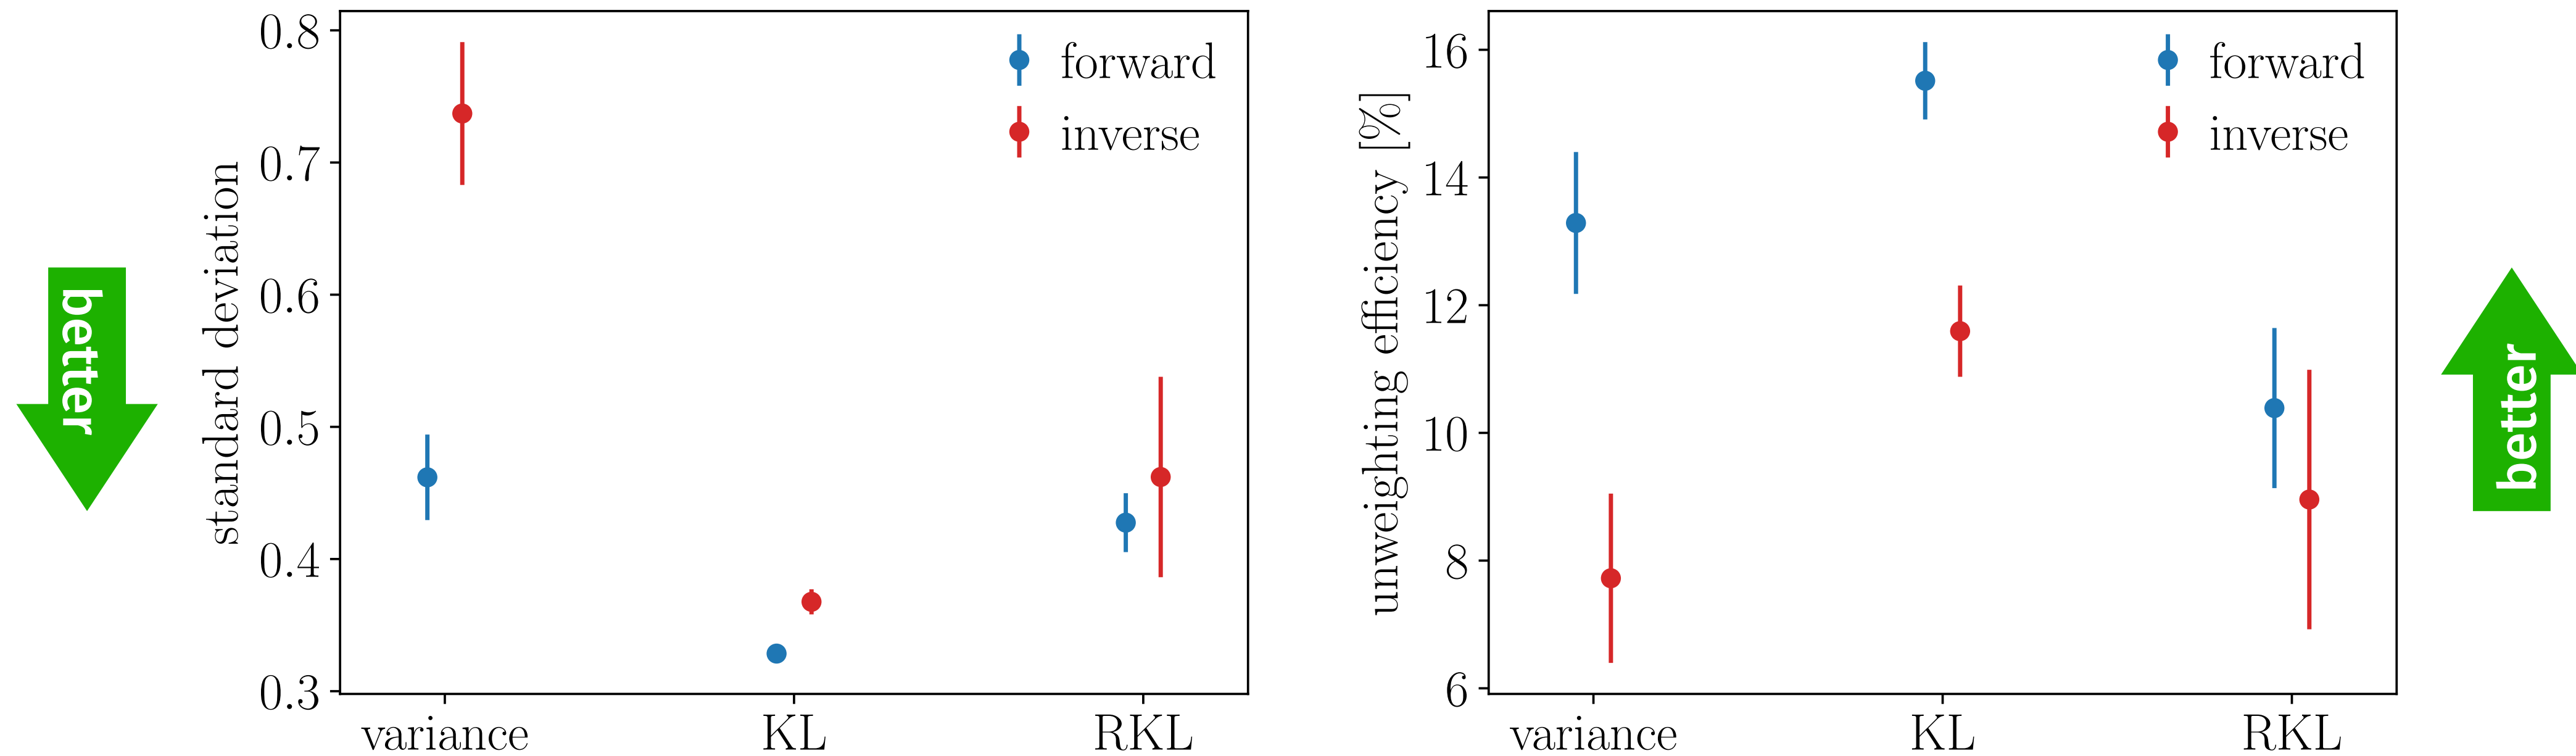 better
standard deviation
0.8
0.7
0.6
0.5
0.4
0.3
variance
KL
RKL
forward
inverse
unweighting efficiency [%]
16
14
12
10
8
6
variance
KL
RKL
forward
inverse
better